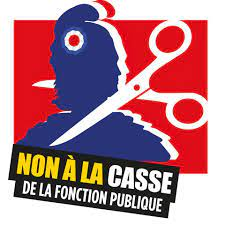 NON À LA CASSE
DE LA FONCTION PUBLIQUE